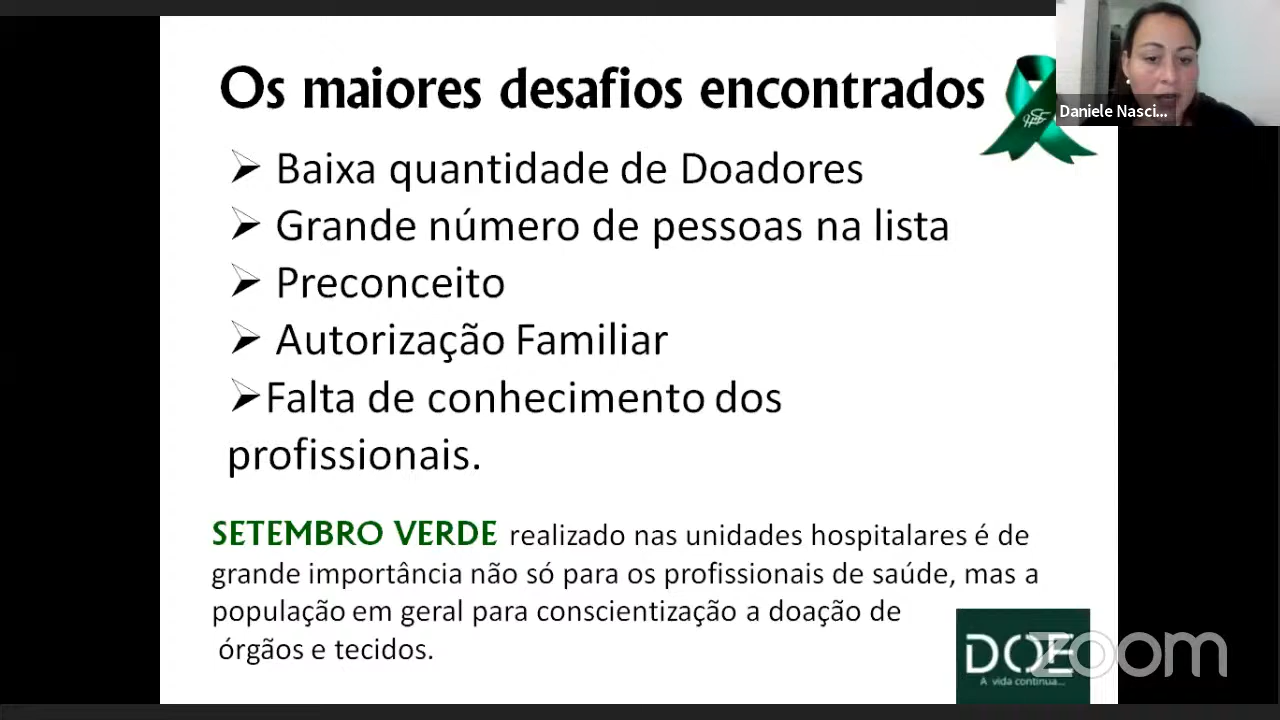 Os maiores desafios encontrados
Daniele Nasci...
➢ Baixa quantidade de Doadores
➢ Grande número de pessoas na lista
➢ Preconceito
➢ Autorização Familiar
➢Falta de conhecimento dos
profissionais.
SETEMBRO VERDE realizado nas unidades hospitalares é de
grande importância não só para os profissionais de saúde, mas a
população em geral para conscientização a doação de
órgãos e tecidos.
DOE
A vida continua...
zoom